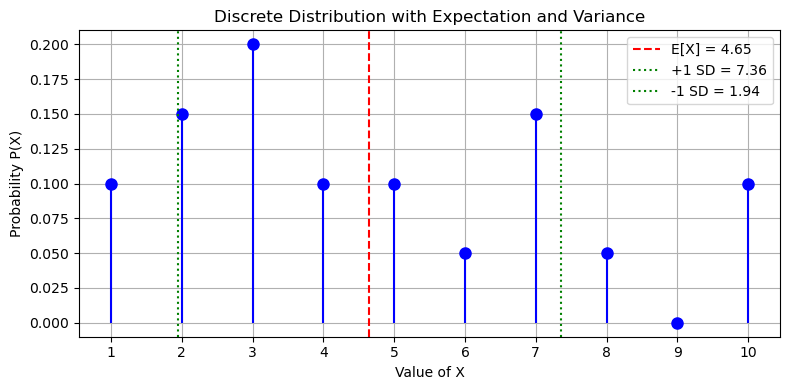 Discrete Distribution with Expectation and Variance
E[X] = 4.65
+1 SD = 7.36
-1 SD = 1.94
Probability P(X)
0.200
0.175
0.150
0.125
0.100
0.075
0.050
0.025
0.000
1 2 3 4 5 6 7 8 9 10
Value of X